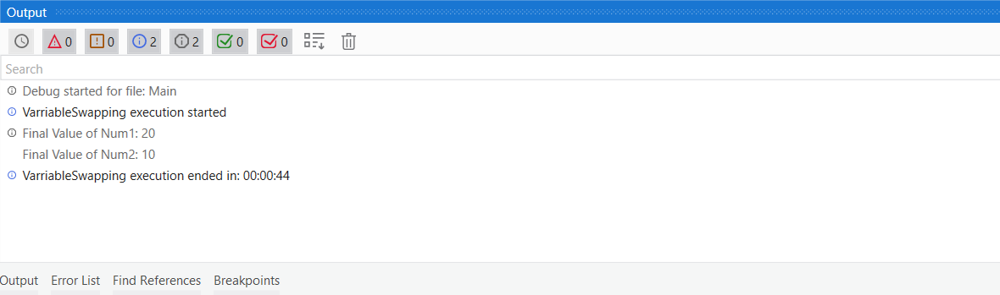 Output
0 0 2 2 0 0
Search
Debug started for file: Main
VarriableSwapping execution started
Final Value of Num1: 20
Final Value of Num2: 10
VarriableSwapping execution ended in: 00:00:44
Output Error List Find References Breakpoints